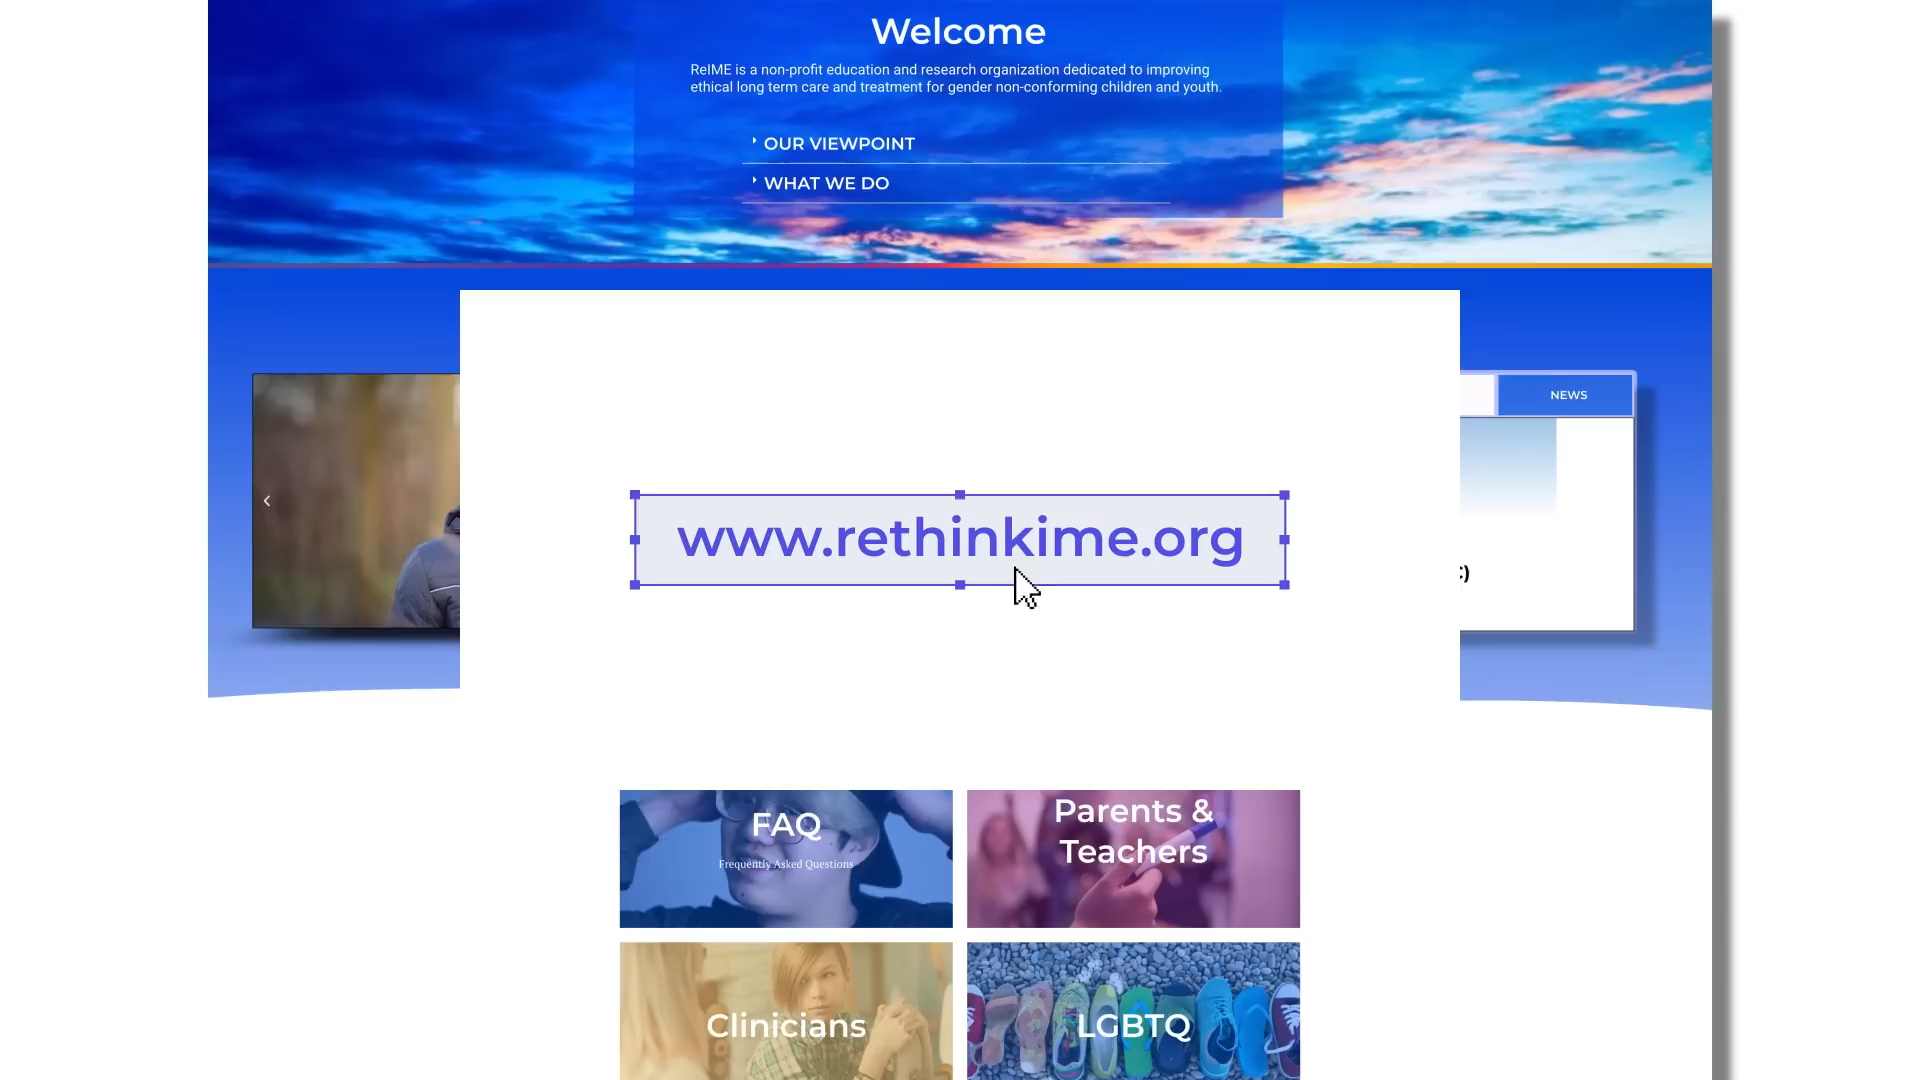 Welcome
ReIME is a non-profit education and research organization dedicated to improving
ethical long term care and treatment for gender non-conforming children and youth.
OUR VIEWPOINT
WHAT WE DO
NEWS
www.rethinkime.org
FAQ
Frequently Asked Questions
Parents &
Teachers
Clinicians
LGBTQ